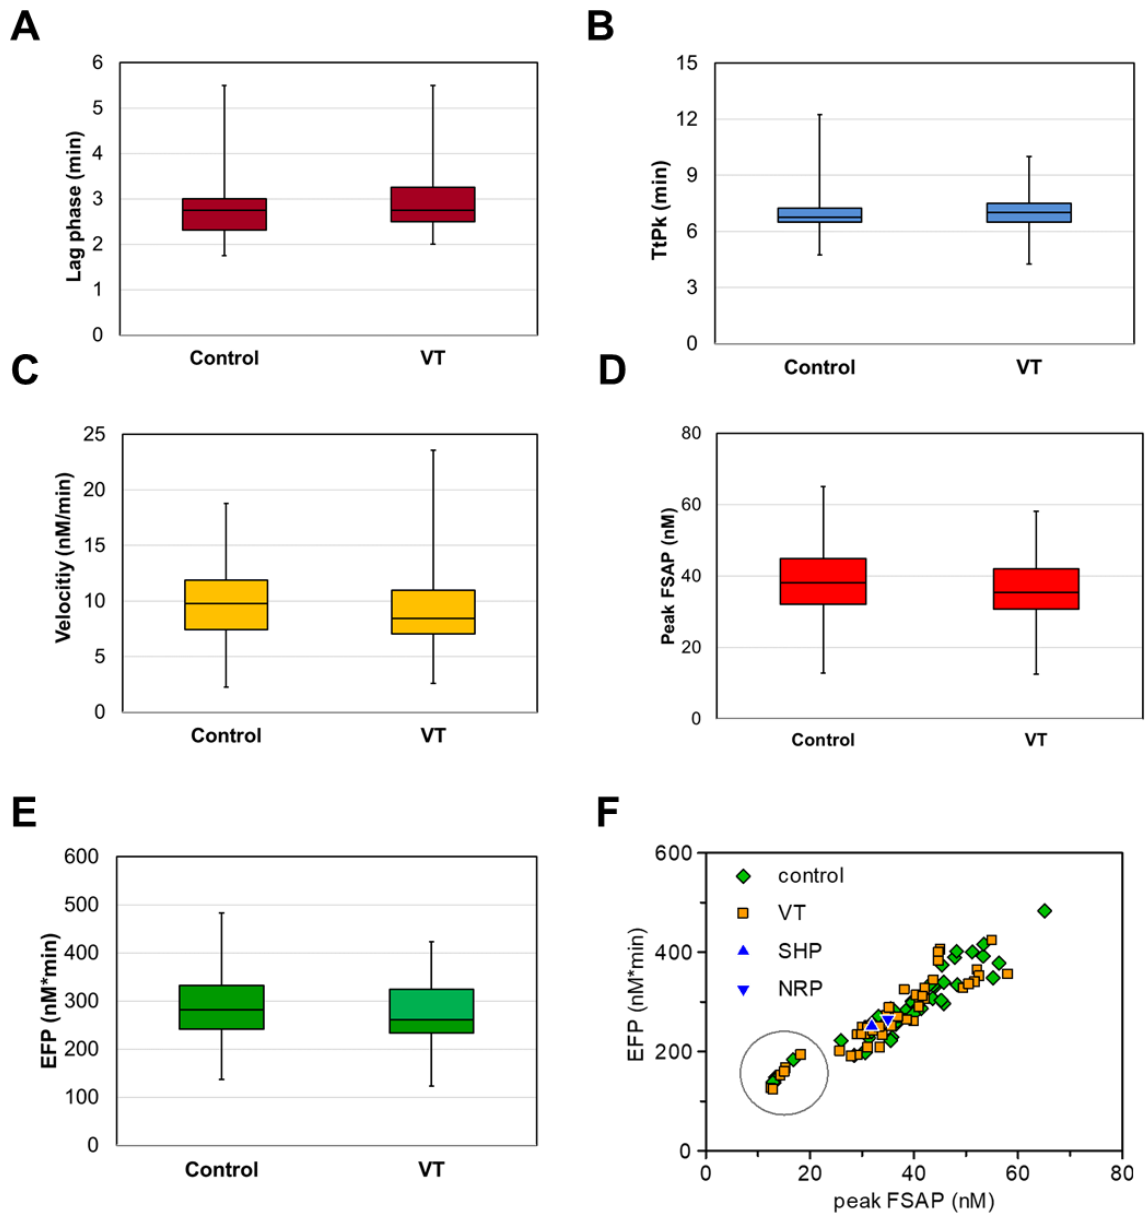 A
6
5
4
3
2
1
0
Lag phase (min)
Control VT
B
15
12
9
6
3
0
TtPk (min)
Control VT
C
25
20
15
10
5
0
Velocitiy (nM/min)
Control VT
D
80
60
40
20
0
Peak FSAP (nM)
Control VT
E
600
500
400
300
200
100
0
EFP (nM*min)
Control VT
F
600
400
200
0
EFP (nM*min)
control
VT
SHP
NRP
0 20 40 60 80
peak FSAP (nM)